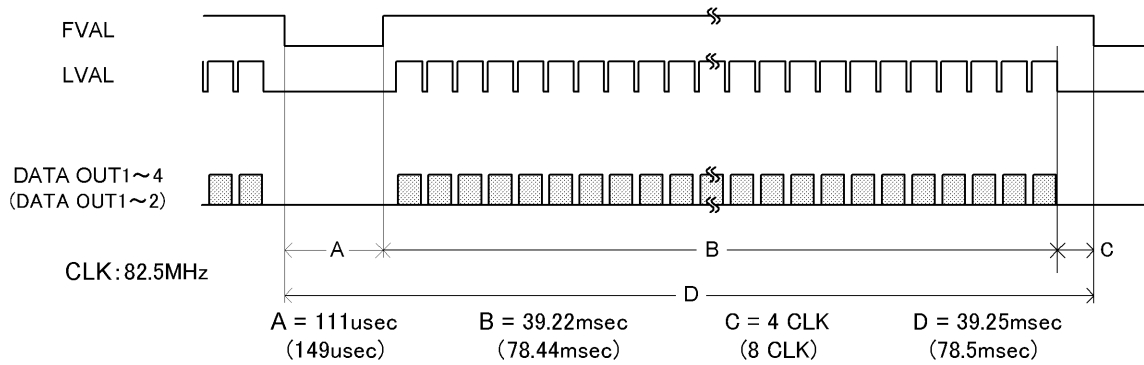 FVAL
LVAL
DATA OUT1～4
(DATA OUT1～2)
A B C
CLK:82.5MHz
D
A = 111usec B = 39.22msec C = 4 CLK D = 39.25msec
(149usec) (78.44msec) (8 CLK) (78.5msec)